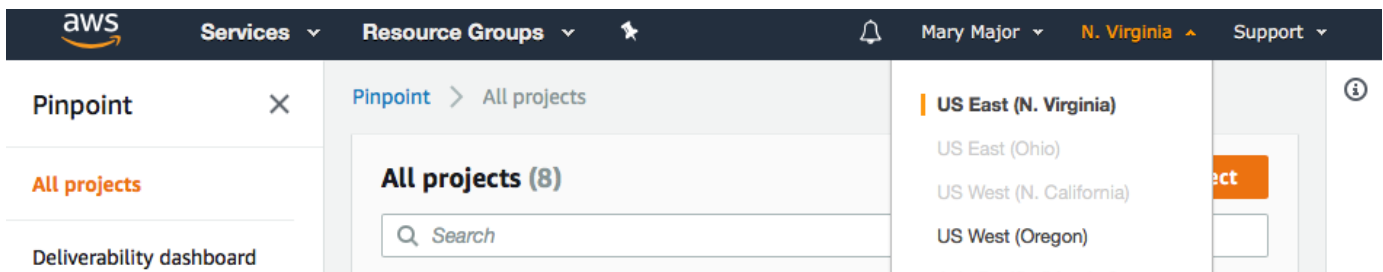 aws Services Resource Groups Mary Major N. Virginia Support
Pinpoint
Pinpoint > All projects
US East (N. Virginia)
US East (Ohio)
All projects
All projects (8)
US West (N. California)
Search
US West (Oregon)
Deliverability dashboard